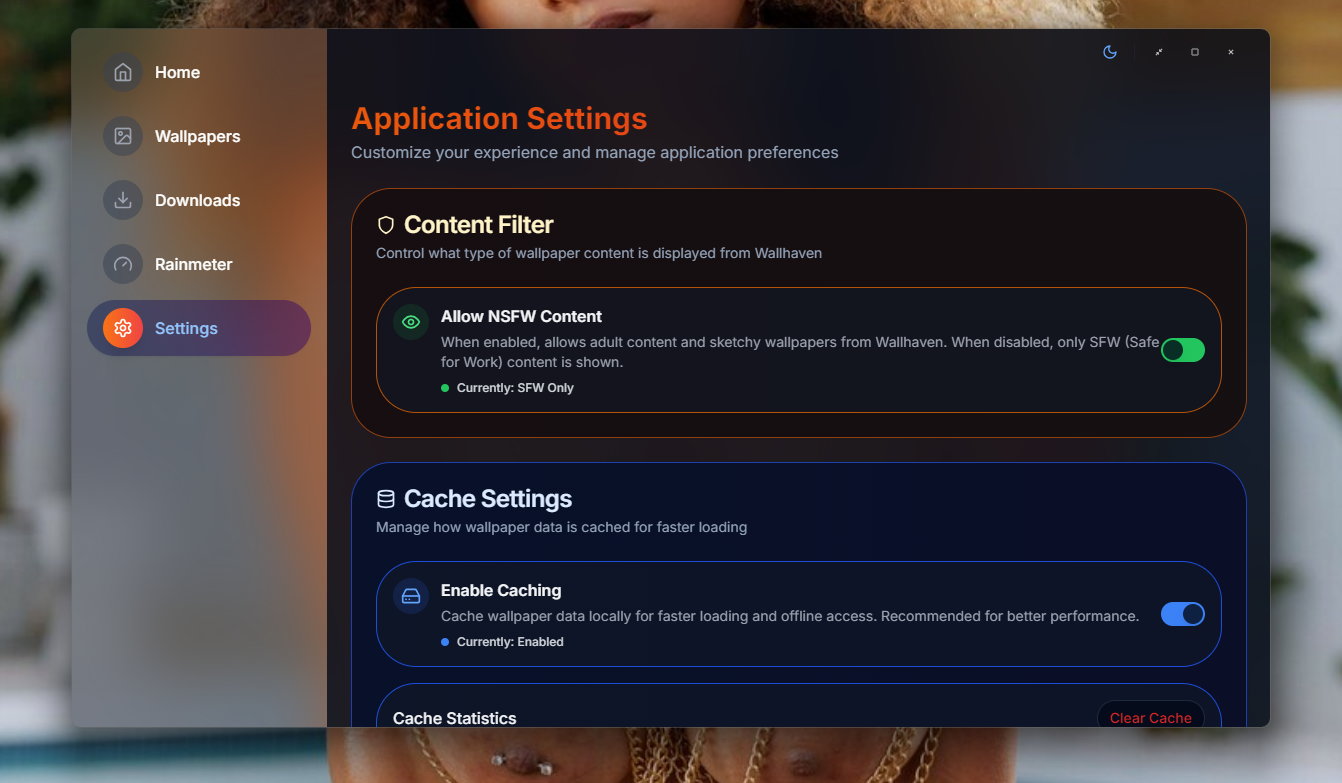 Home
Wallpapers
Downloads
Rainmeter
Settings
Application Settings
Customize your experience and manage application preferences
Content Filter
Control what type of wallpaper content is displayed from Wallhaven
Allow NSFW Content
When enabled, allows adult content and sketchy wallpapers from Wallhaven. When disabled, only SFW (Safe
for Work) content is shown.
Currently: SFW Only
Cache Settings
Manage how wallpaper data is cached for faster loading
Enable Caching
Cache wallpaper data locally for faster loading and offline access. Recommended for better performance.
Currently: Enabled
Cache Statistics
Clear Cache